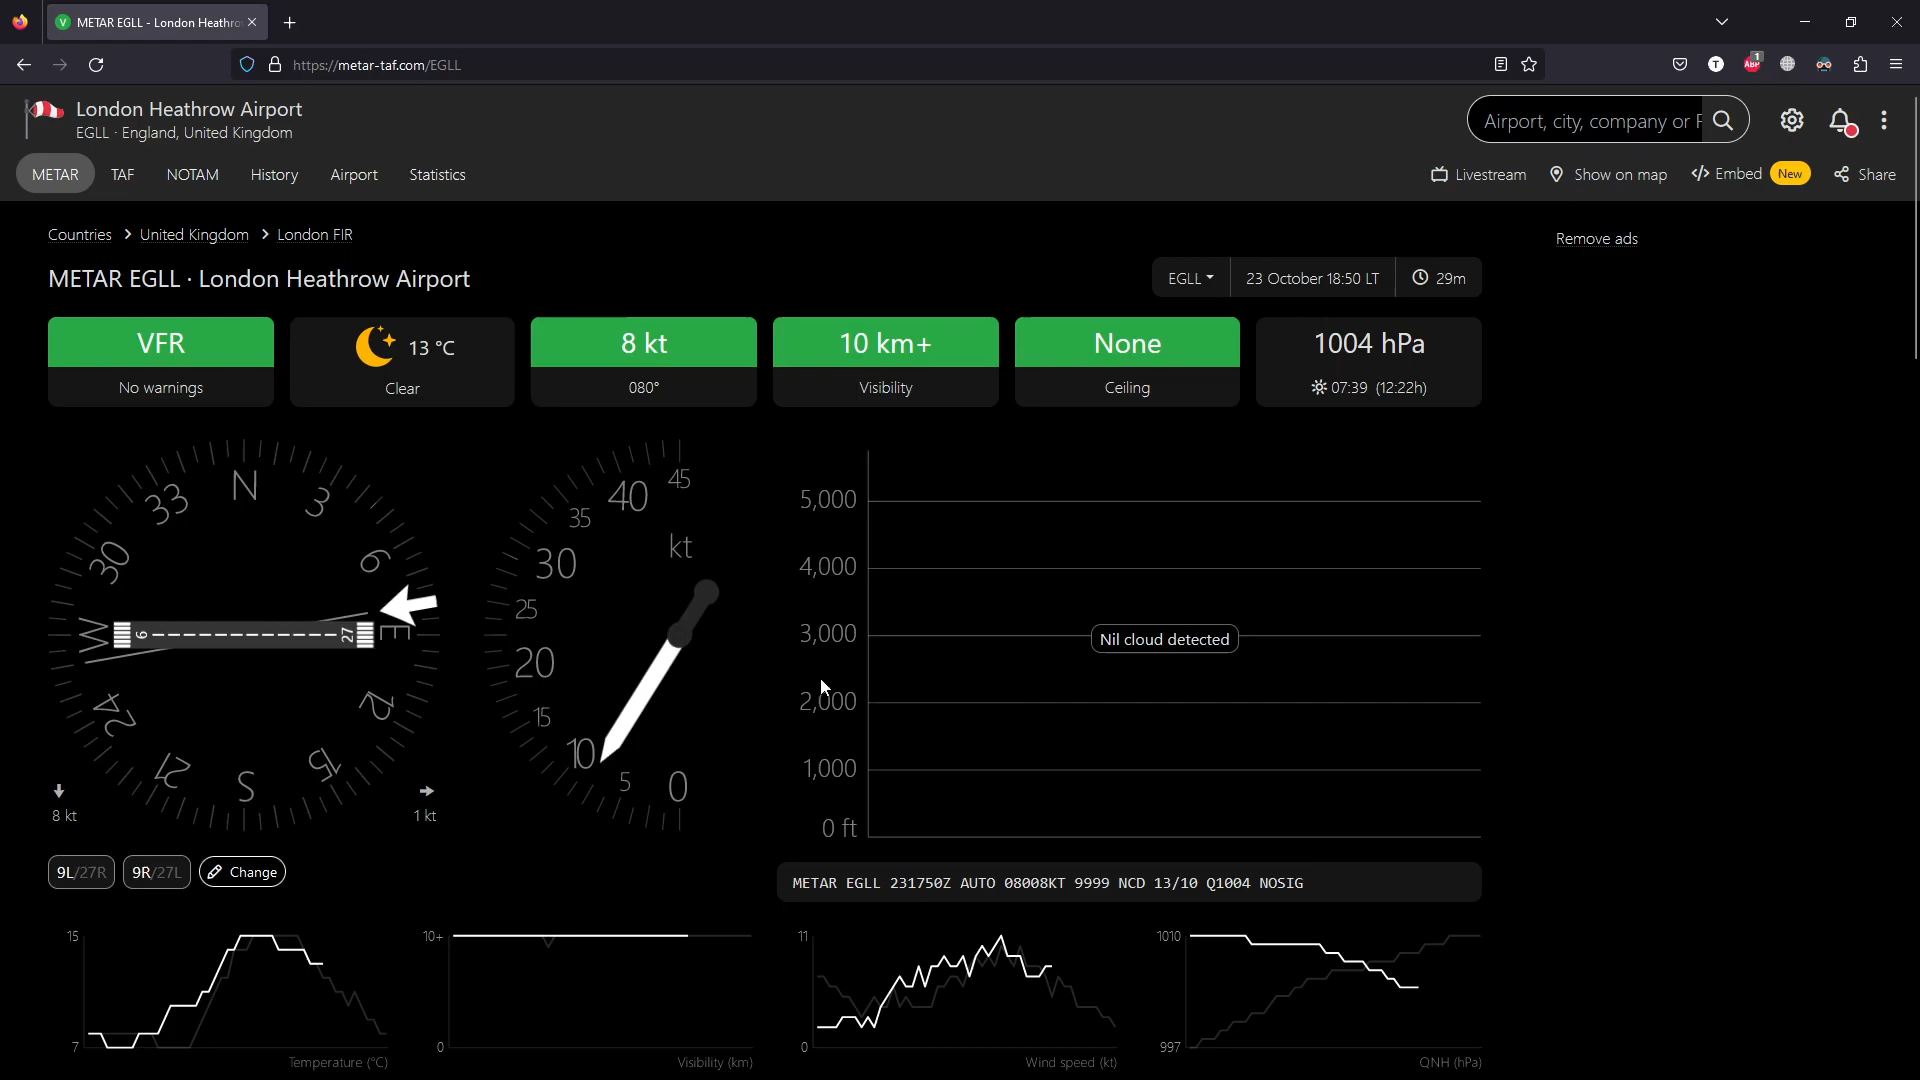 METAR EGLL - London Heathro
https://metar-taf.com/EGLL
ABP
1
T
London Heathrow Airport
EGLL · England, United Kingdom
Airport, city, company or F
METAR TAF NOTAM History Airport Statistics
Livestream Show on map </> Embed New Share
Countries > United Kingdom > London FIR
Remove ads
METAR EGLL · London Heathrow Airport
EGLL 23 October 18:50 LT 29m
VFR
No warnings
13 °C
Clear
8 kt
080°
10 km+
Visibility
None
Ceiling
1004 hPa
07:39 (12:22h)
N
3
6
E
12
15
S
21
24
W
30
33
9
27
8 kt
1 kt
45
40
35
kt
30
25
20
15
10
5
0
5,000
4,000
3,000
Nil cloud detected
2,000
1,000
0 ft
9L/27R 9R/27L Change
METAR EGLL 231750Z AUTO 08008KT 9999 NCD 13/10 Q1004 NOSIG
15
7
Temperature (°C)
10+
0
Visibility (km)
11
0
Wind speed (kt)
1010
997
QNH (hPa)